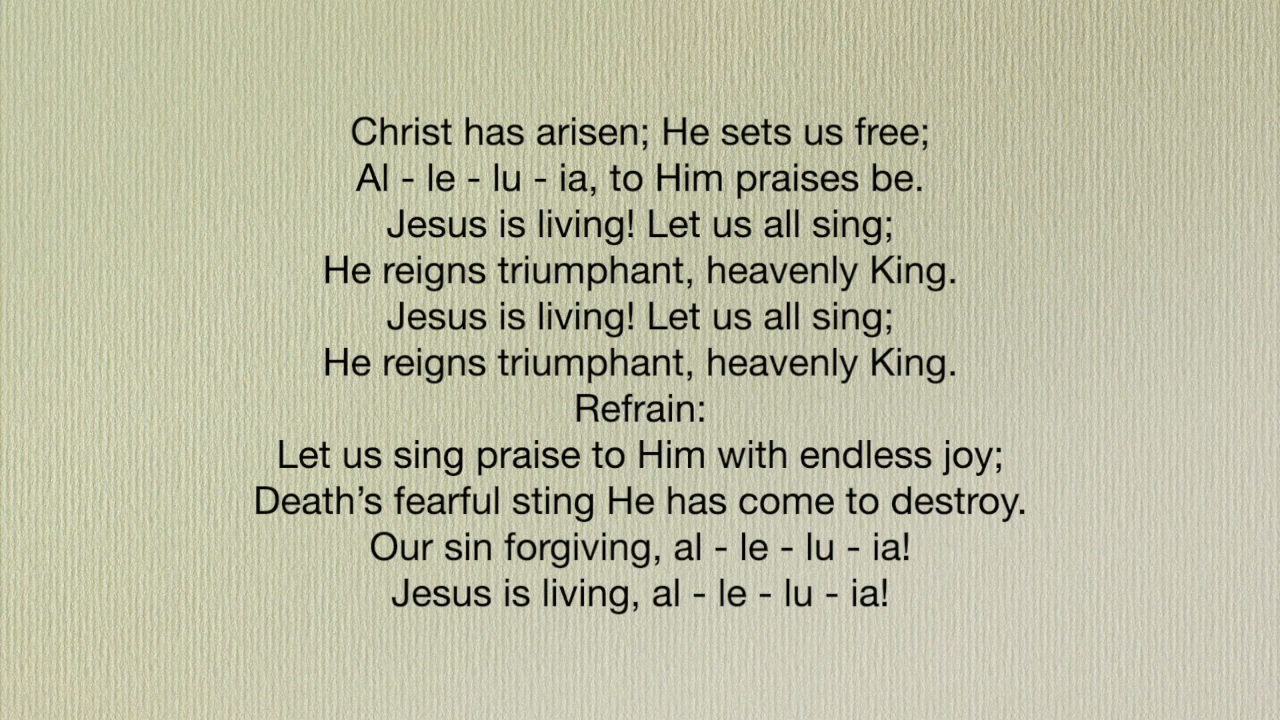 Christ has arisen; He sets us free;
Al - le - lu - ia, to Him praises be.
Jesus is living! Let us all sing;
He reigns triumphant, heavenly King.
Jesus is living! Let us all sing;
He reigns triumphant, heavenly King.
Refrain:
Let us sing praise to Him with endless joy;
Death’s fearful sting He has come to destroy.
Our sin forgiving, al - le - lu - ia!
Jesus is living, al - le - lu - ia!